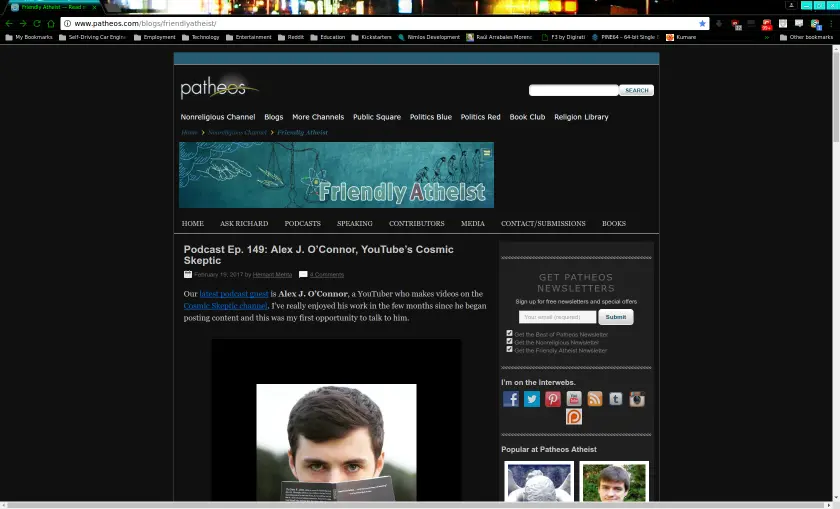 Friendly Atheist — Read
www.patheos.com/blogs/friendlyatheist/
My Bookmarks Self-Driving Car Engine Employment Technology Entertainment Reddit Education Kickstarters Nimlos Development Raúl Arrabales Moreno F3 by Digirati PINE64 – 64-bit Single Kumare » Other bookmarks
patheos
SEARCH
Nonreligious Channel Blogs More Channels Public Square Politics Blue Politics Red Book Club Religion Library
Home Nonreligious Channel Friendly Atheist
Friendly Atheist
HOME ASK RICHARD PODCASTS SPEAKING CONTRIBUTORS MEDIA CONTACT/SUBMISSIONS BOOKS
Podcast Ep. 149: Alex J. O'Connor, YouTube's Cosmic
Skeptic
February 19, 2017 by Hemant Mehta 9 Comments
Our latest podcast guest is Alex J. O'Connor, a YouTuber who makes videos on the
Cosmic Skeptic channel. I've really enjoyed his work in the few months since he began
posting content and this was my first opportunity to talk to him.
GET PATHEOS
NEWSLETTERS
Sign up for free newsletters and special offers
Your email (required) Submit
Get the Best of Patheos Newsletter
Get the Nonreligious Newsletter
Get the Friendly Atheist Newsletter
I'm on the Interwebs.
Popular at Patheos Atheist